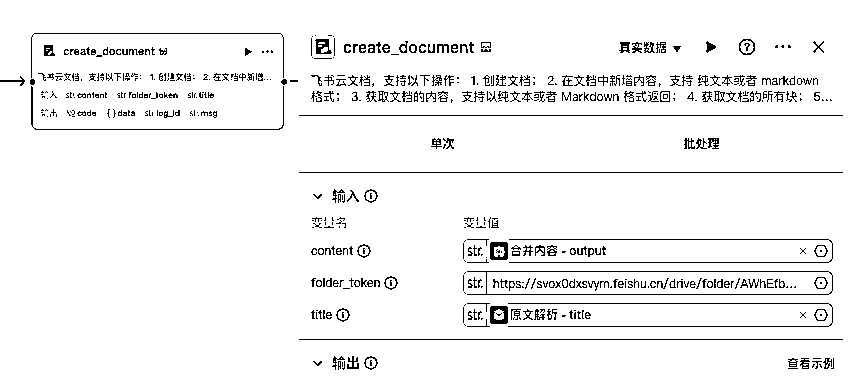 create_document
飞书云文档，支持以下操作： 1. 创建文档； 2. 在文档中新增...
输入 str. content str. folder_token str. title
输出 code { } data str. log_id str. msg
create_document 真实数据
飞书云文档，支持以下操作： 1. 创建文档； 2. 在文档中新增内容，支持 纯文本或者 markdown
格式； 3. 获取文档的内容，支持以纯文本或者 Markdown 格式返回； 4. 获取文档的所有块； 5...
单次 批处理
输入
变量名 变量值
content str. 合并内容 - output
folder_token str. https://svox0dxsvym.feishu.cn/drive/folder/AWhEfb...
title str. 原文解析 - title
输出 查看示例